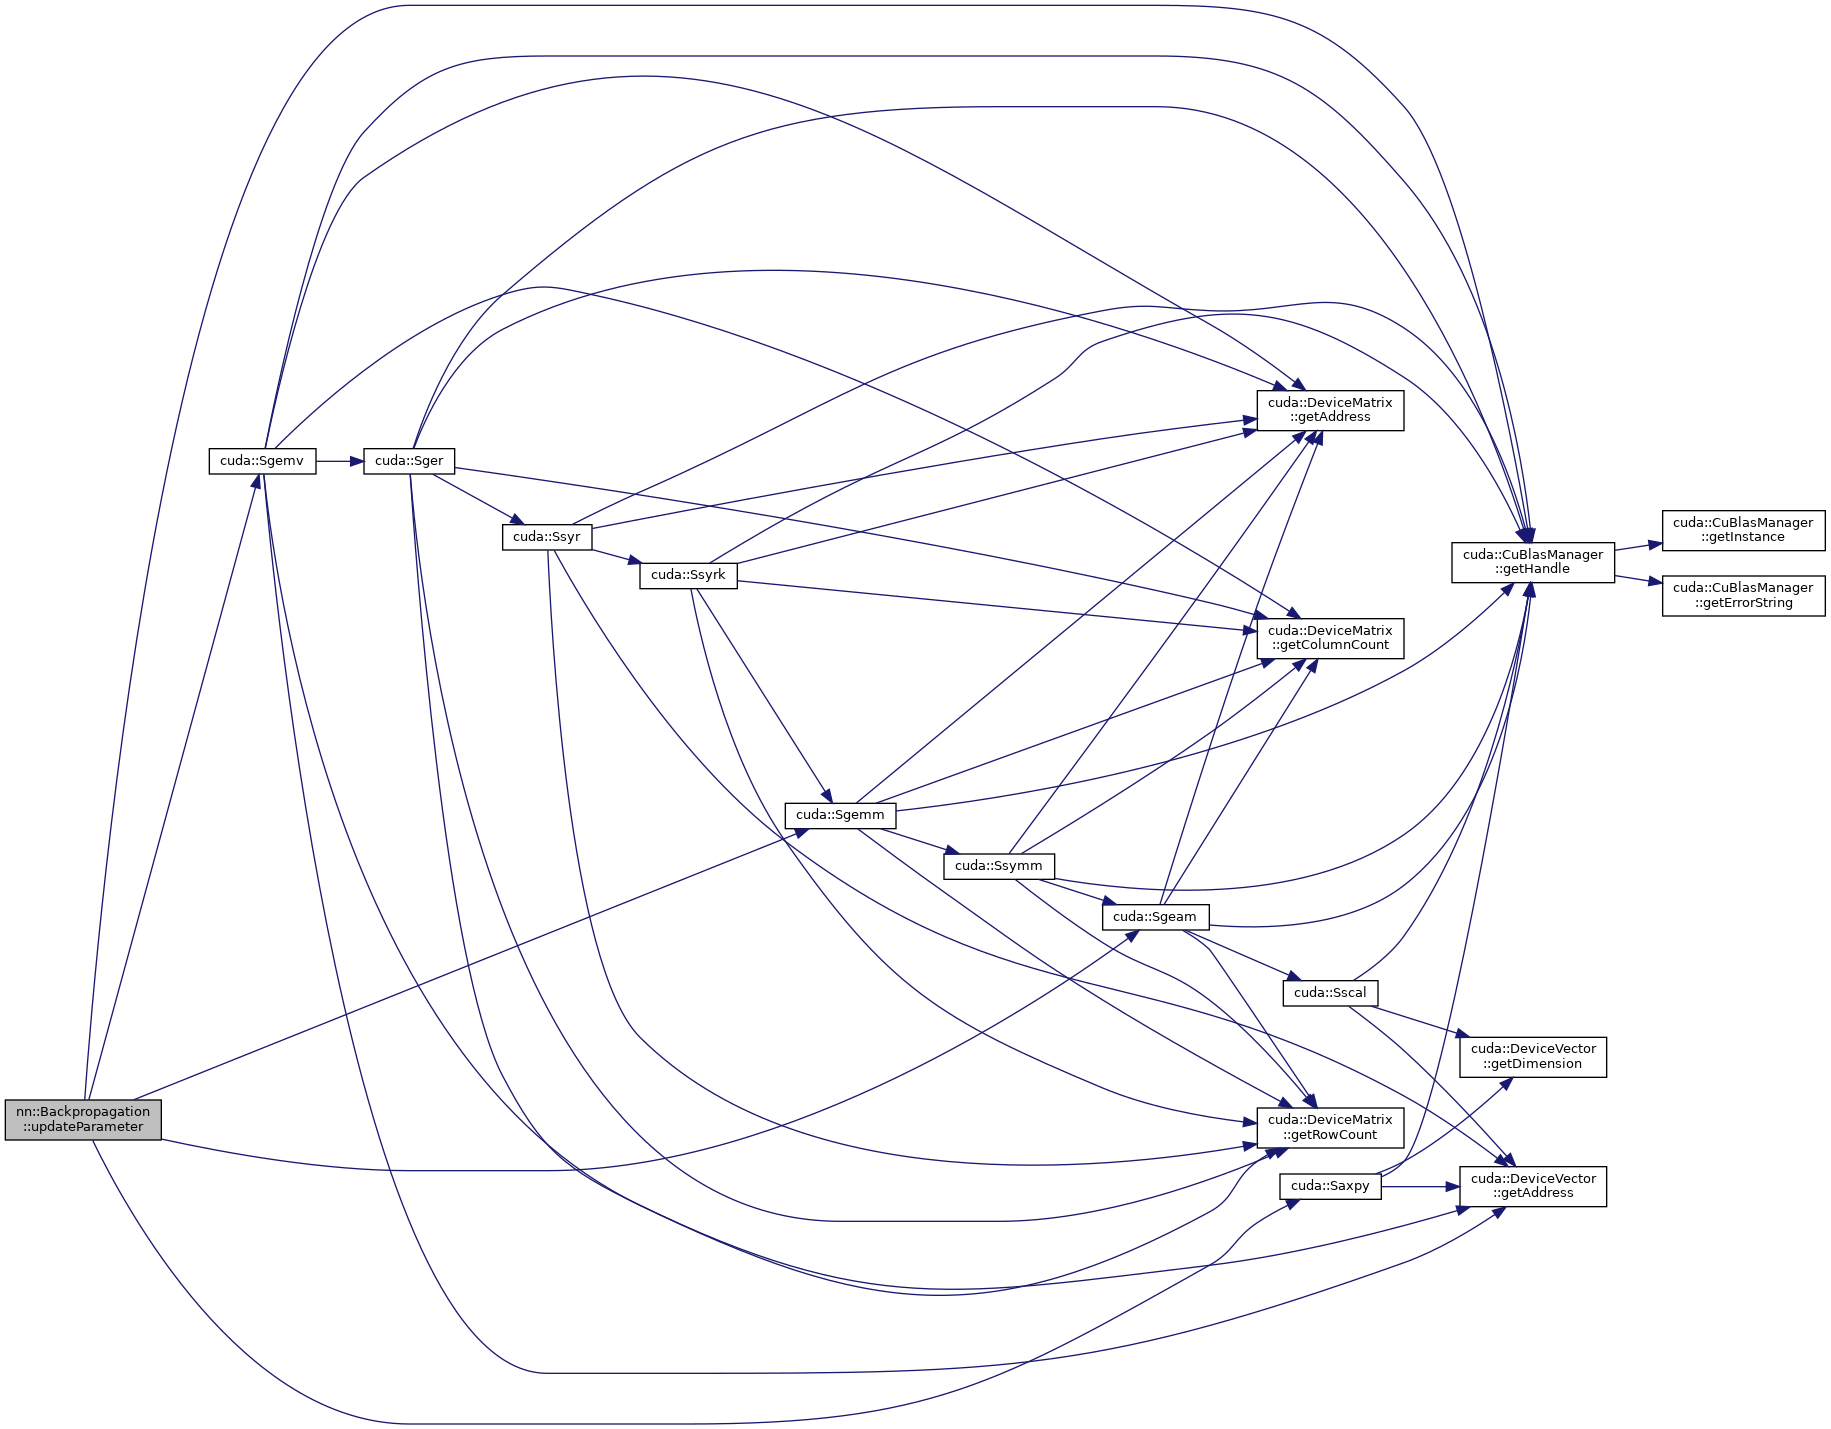 cuda::DeviceMatrix
::getAddress
cuda::Sgemv
cuda::Sger
cuda::CuBlasManager
::getInstance
cuda::Ssyr
cuda::CuBlasManager
::getHandle
cuda::Ssyrk
cuda::CuBlasManager
::getErrorString
cuda::DeviceMatrix
::getColumnCount
cuda::Sgemm
cuda::Ssymm
cuda::Sgeam
cuda::Sscal
cuda::DeviceVector
::getDimension
nn::Backpropagation
::updateParameter
cuda::DeviceMatrix
::getRowCount
cuda::Saxpy
cuda::DeviceVector
::getAddress